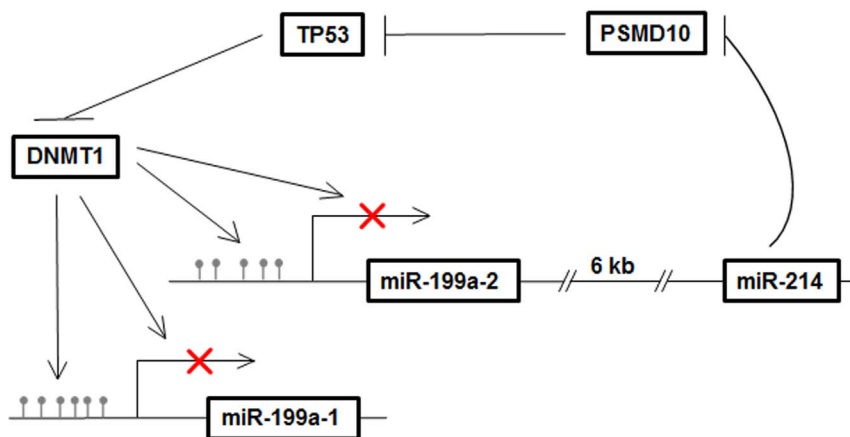 TP53
PSMD10
DNMT1
miR-199a-2
6 kb
miR-214
miR-199a-1